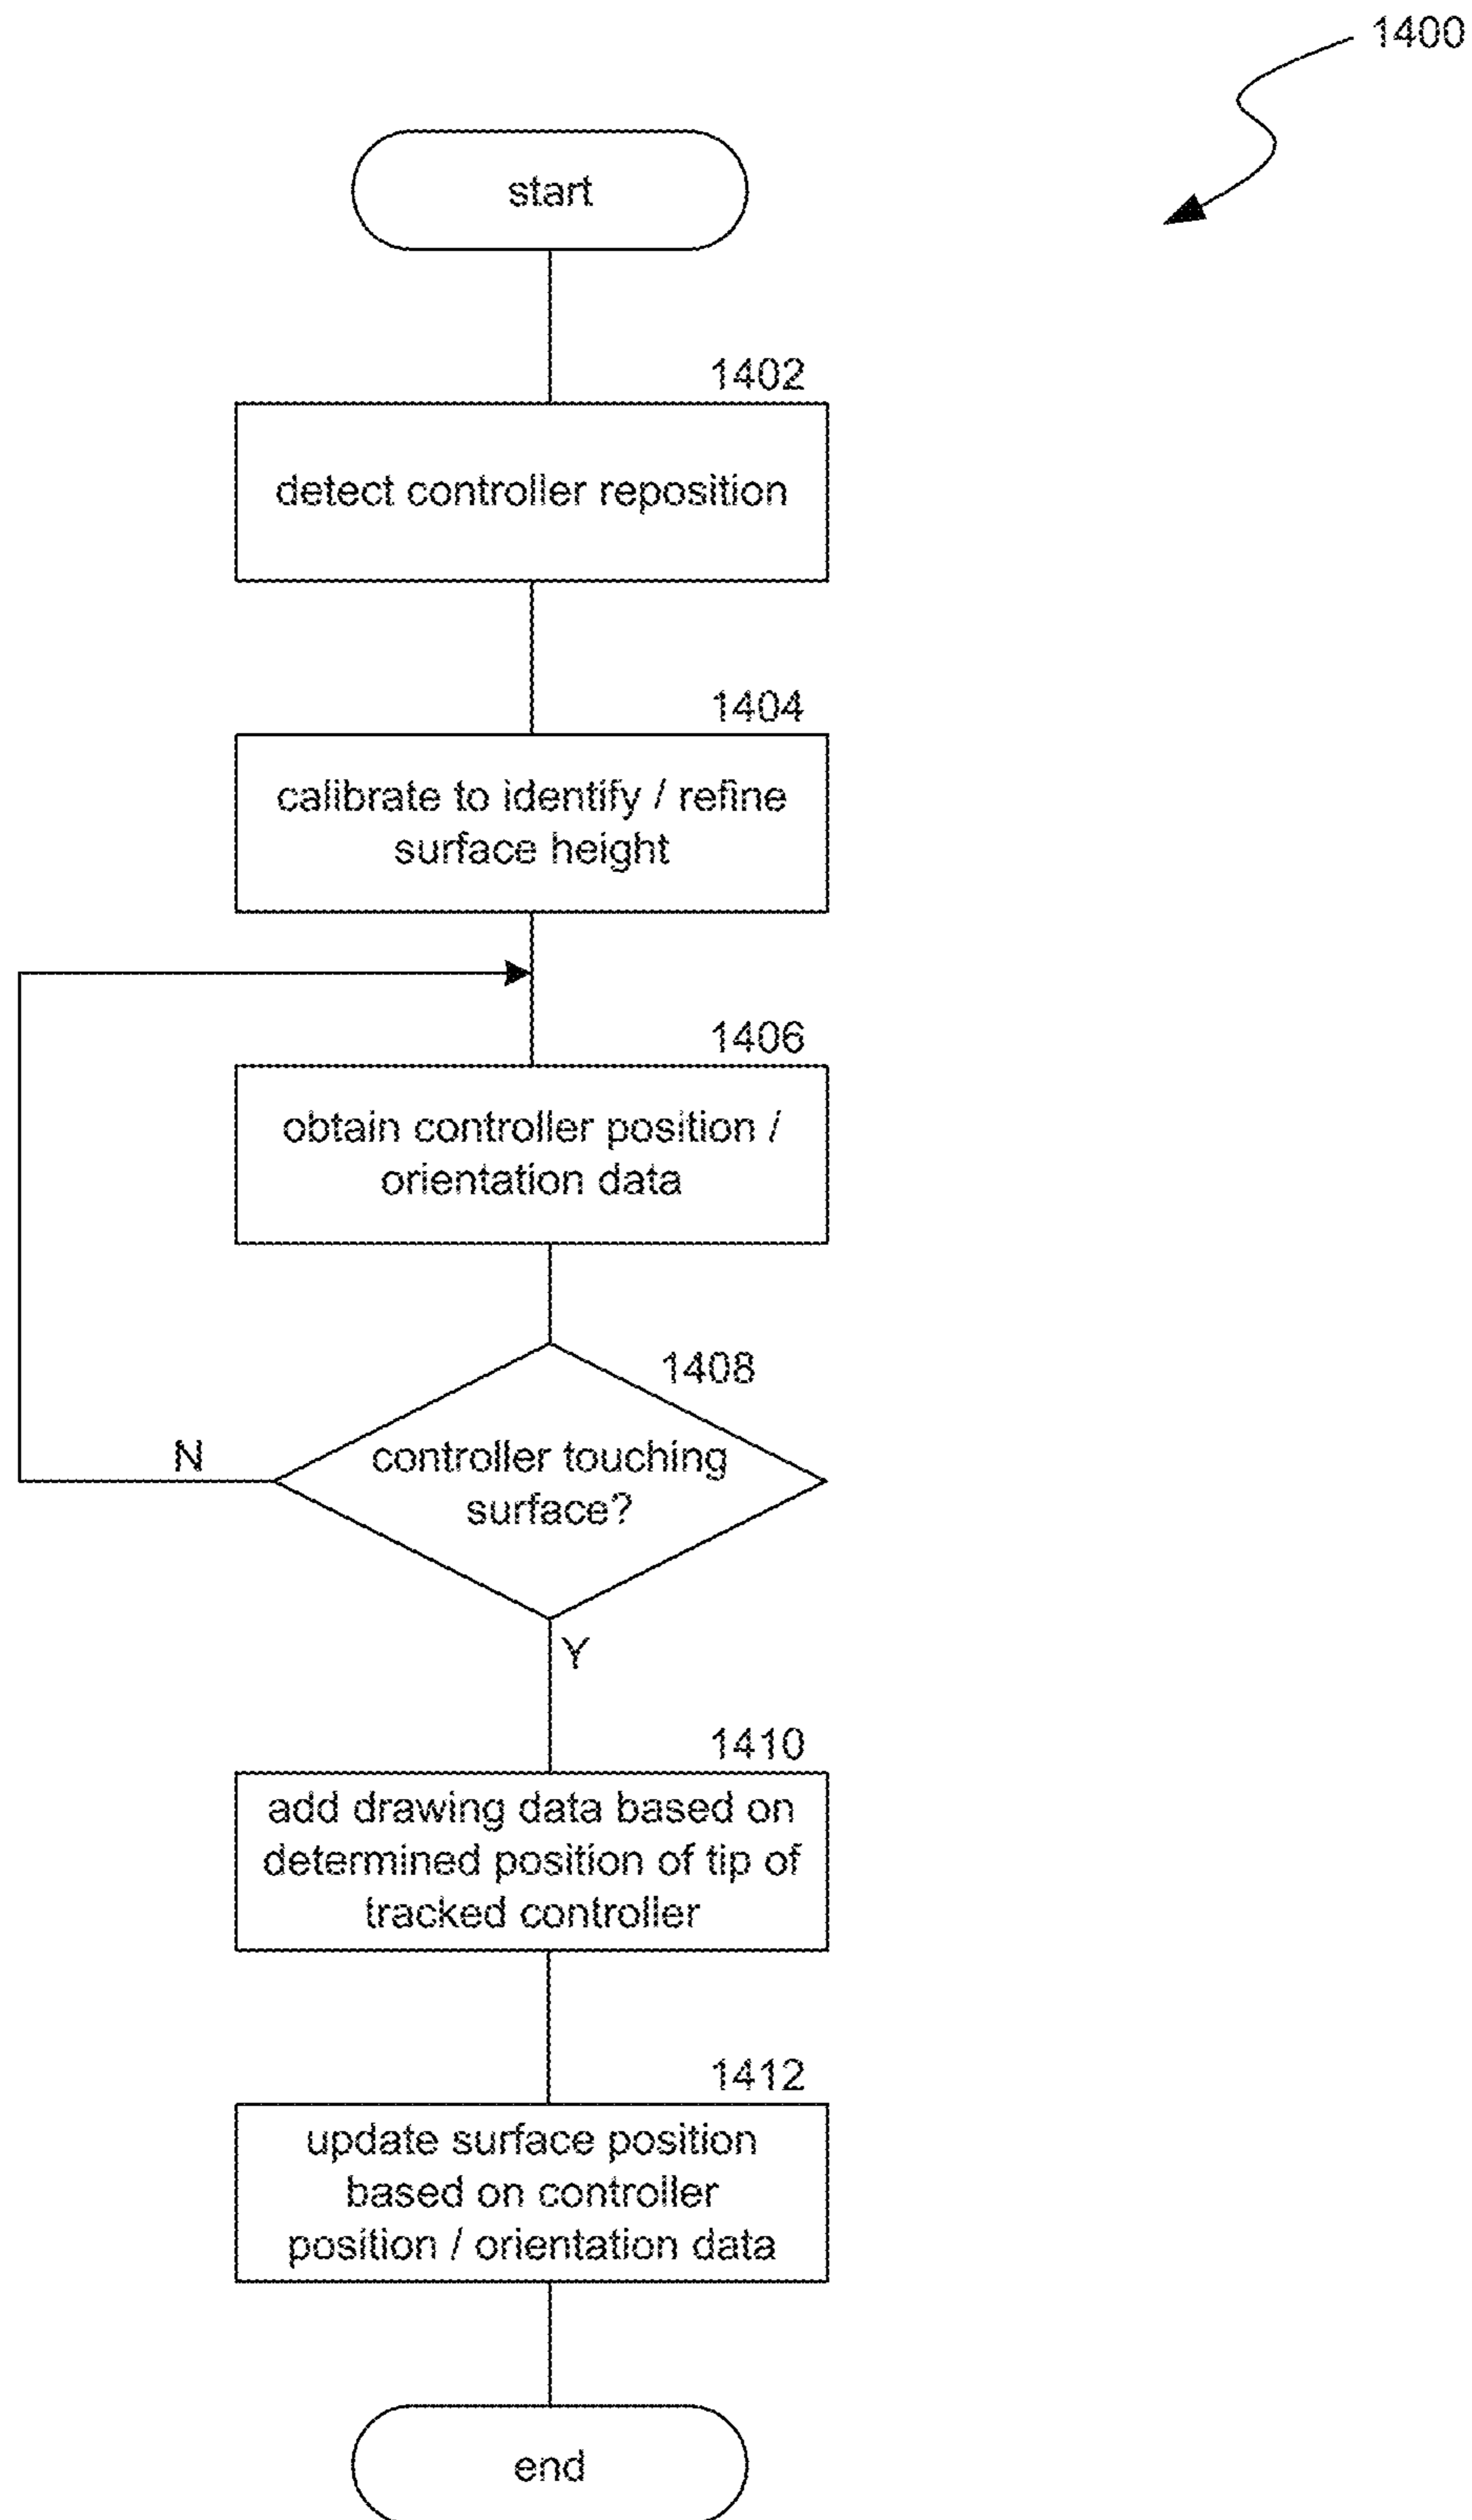 1400
start
1402
detect controller reposition
1404
calibrate to identify / refine
surface height
1406
obtain controller position /
orientation data
1408
controller touching
surface?
N
Y
1410
add drawing data based on
determined position of tip of
tracked controller
1412
update surface position
based on controller
position / orientation data
end